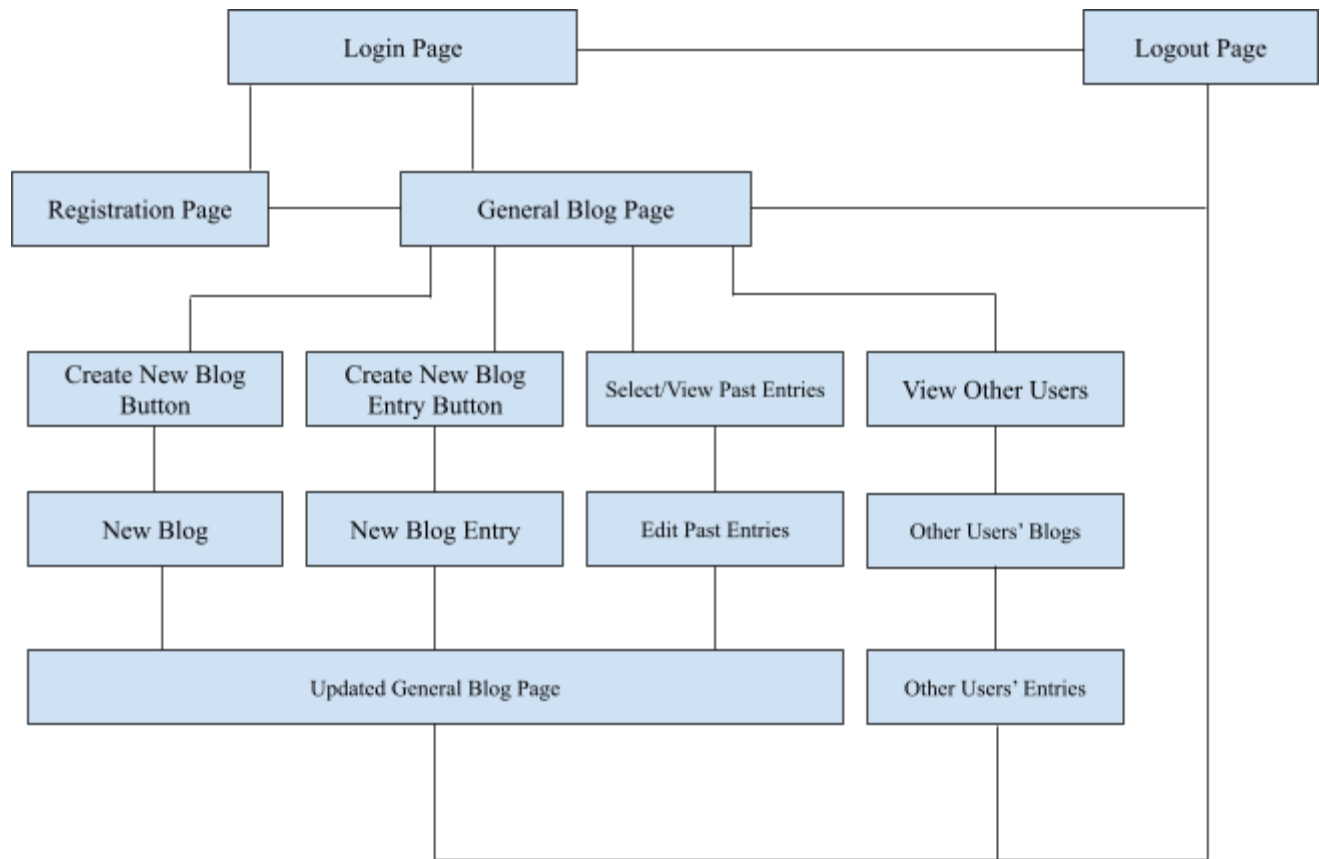 Login Page
Logout Page
Registration Page
General Blog Page
Create New Blog
Button
Create New Blog
Entry Button
Select/View Past Entries
View Other Users
New Blog
New Blog Entry
Edit Past Entries
Other Users’ Blogs
Updated General Blog Page
Other Users’ Entries